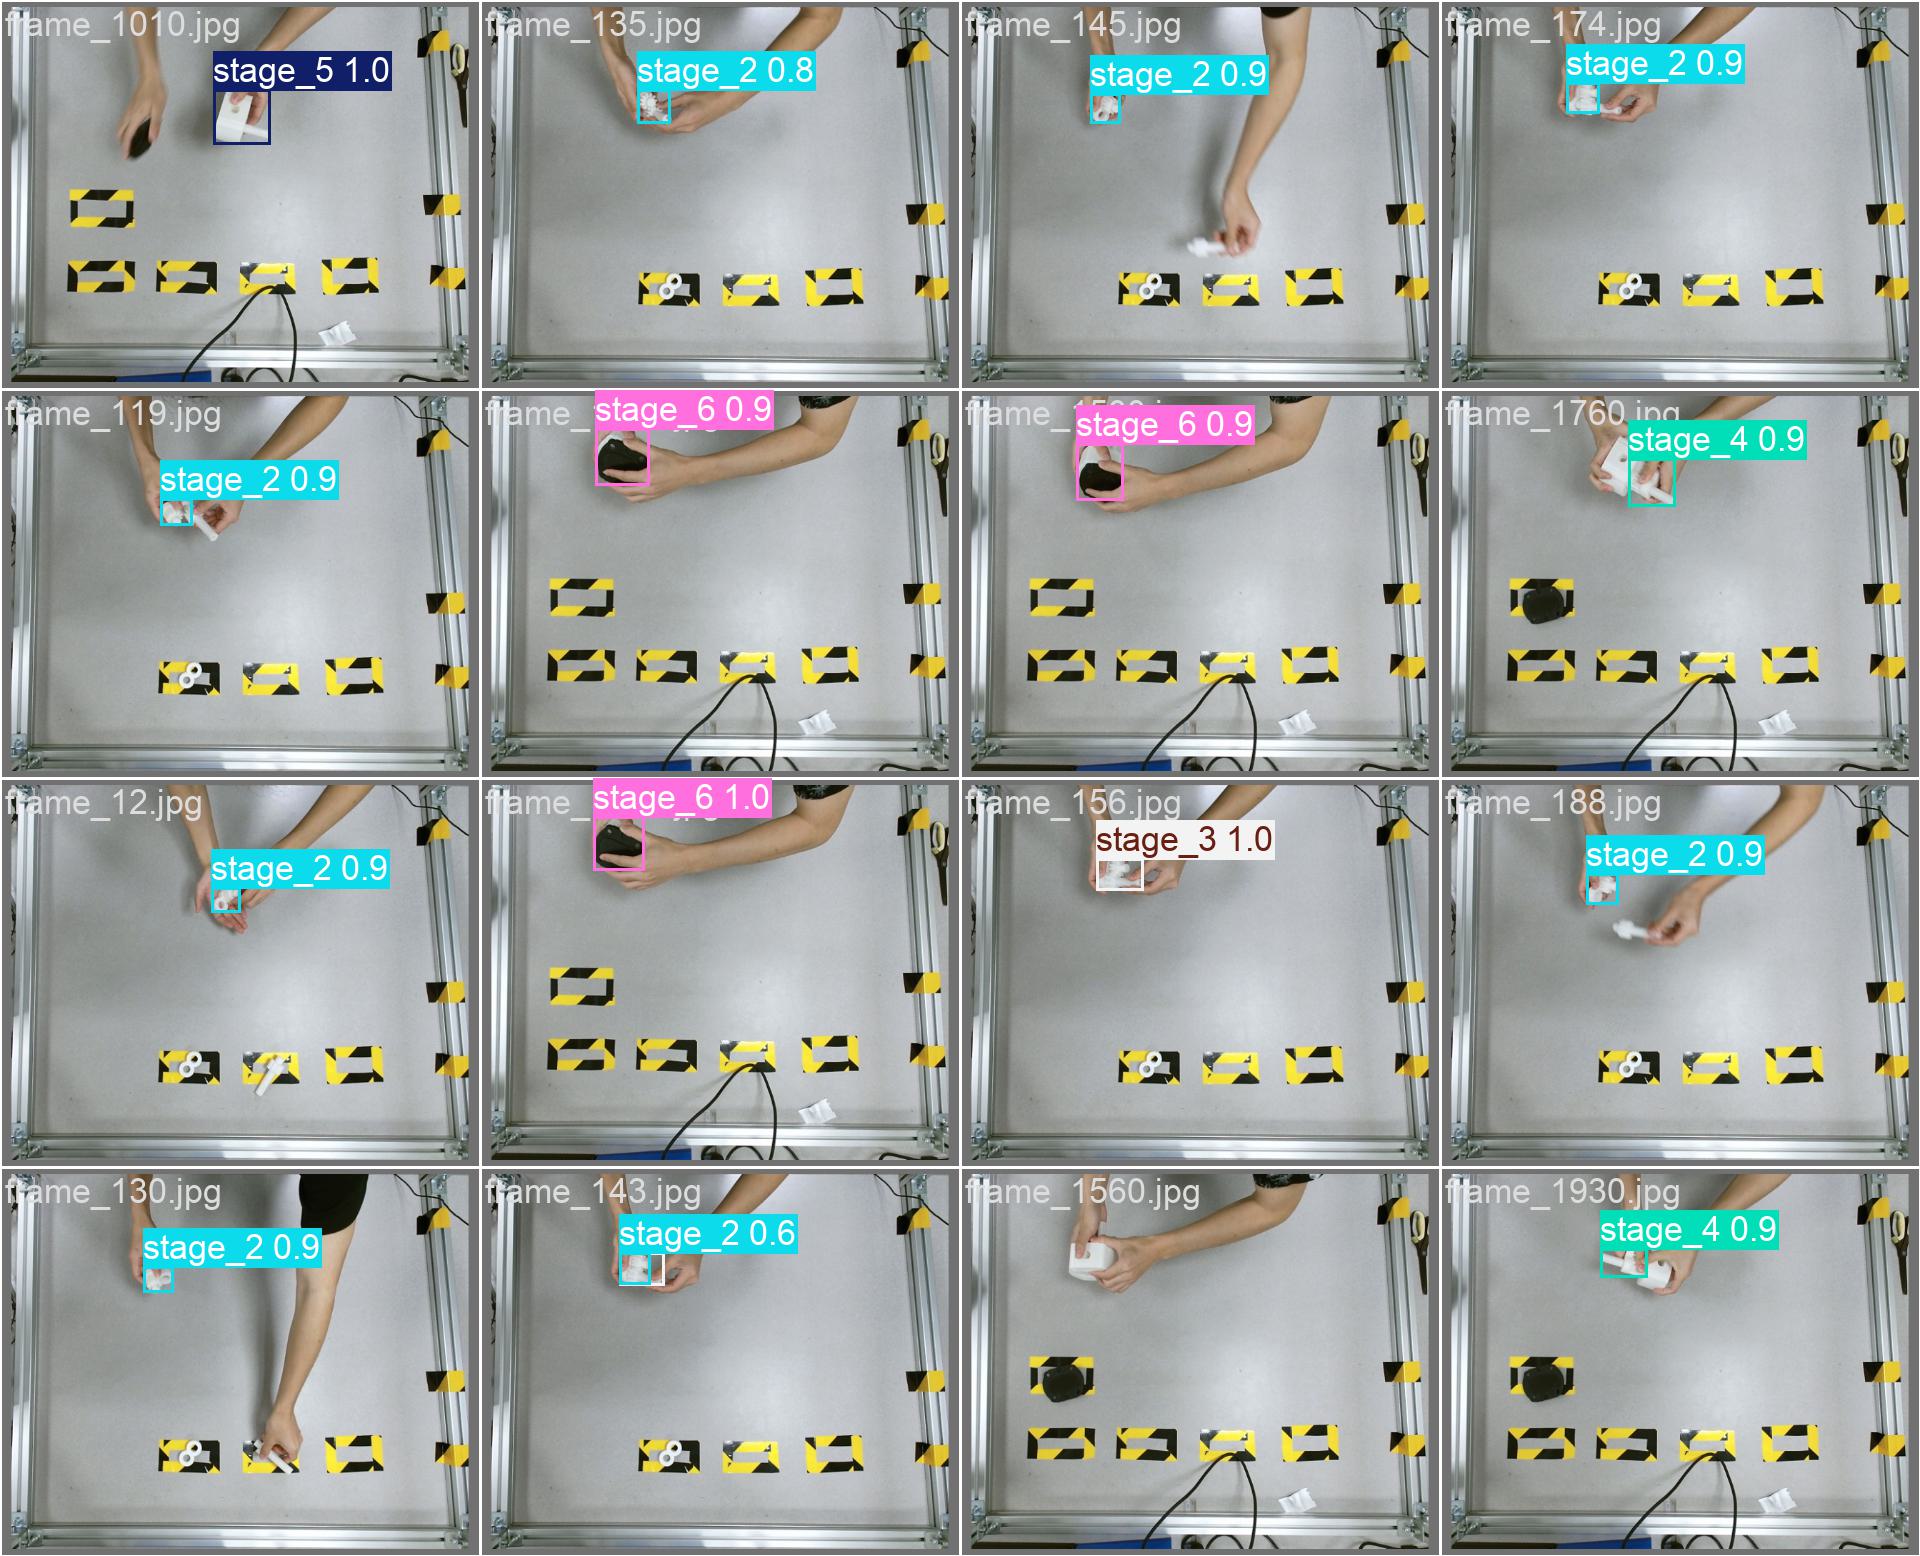 frame_1010.jpg
stage_5 1.0
frame_135.jpg
stage_2 0.8
frame_145.jpg
stage_2 0.9
frame_174.jpg
stage_2 0.9
frame_119.jpg
stage_2 0.9
frame_
stage_6 0.9
stage_6 0.9
frame_1760.jpg
stage_4 0.9
frame_12.jpg
stage_2 0.9
frame_
stage_6 1.0
frame_156.jpg
stage_3 1.0
frame_188.jpg
stage_2 0.9
frame_130.jpg
stage_2 0.9
frame_143.jpg
stage_2 0.6
frame_1560.jpg
frame_1930.jpg
stage_4 0.9